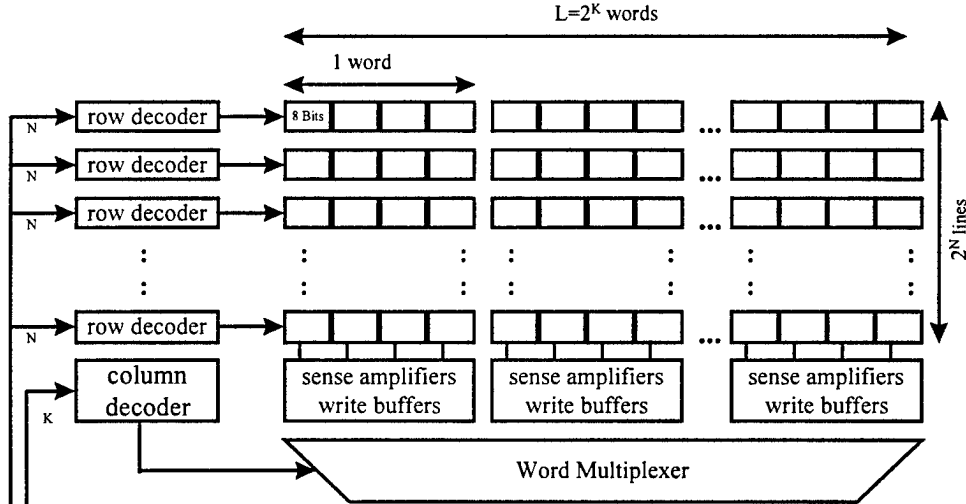 L=2^K words
1 word
row decoder
8 Bits
...
N
row decoder
...
N
row decoder
...
N
2^N lines
row decoder
...
N
column
decoder
K
sense amplifiers
write buffers
sense amplifiers
write buffers
sense amplifiers
write buffers
Word Multiplexer